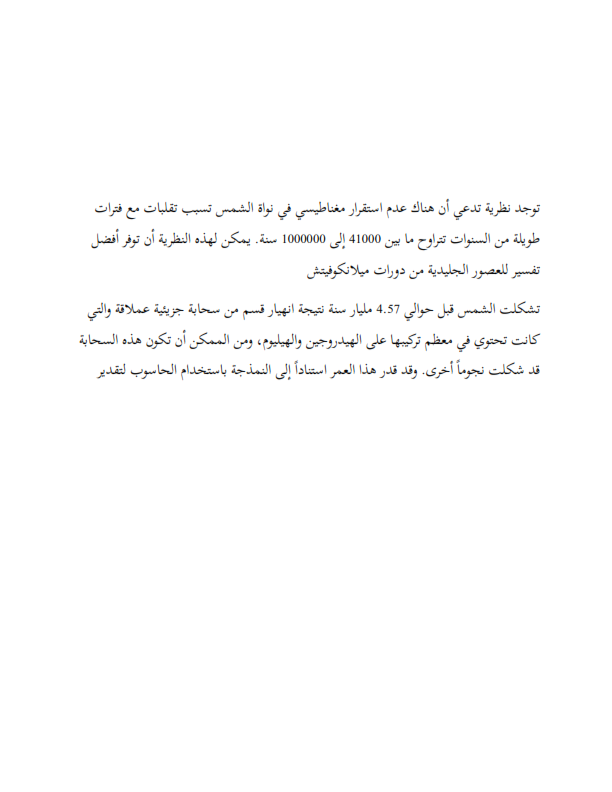 توجد نظرية تدعي أن هناك عدم استقرار مغناطيسي في نواة الشمس تسبب تقلبات مع فترات
طويلة من السنوات تتراوح ما بين 41000 إلى 1000000 سنة. يمكن لهذه النظرية أن توفر أفضل
تفسير للعصور الجليدية من دورات ميلانكوفيتش
تشكلت الشمس قبل حوالي 4.57 مليار سنة نتيجة انهيار قسم من سحابة جزيئية عملاقة والتي
كانت تحتوي في معظم تركيبها على الهيدروجين والهيليوم، ومن الممكن أن تكون هذه السحابة
قد شكلت نجوماً أخرى. وقد قدر هذا العمر استناداً إلى النمذجة باستخدام الحاسوب لتقدير